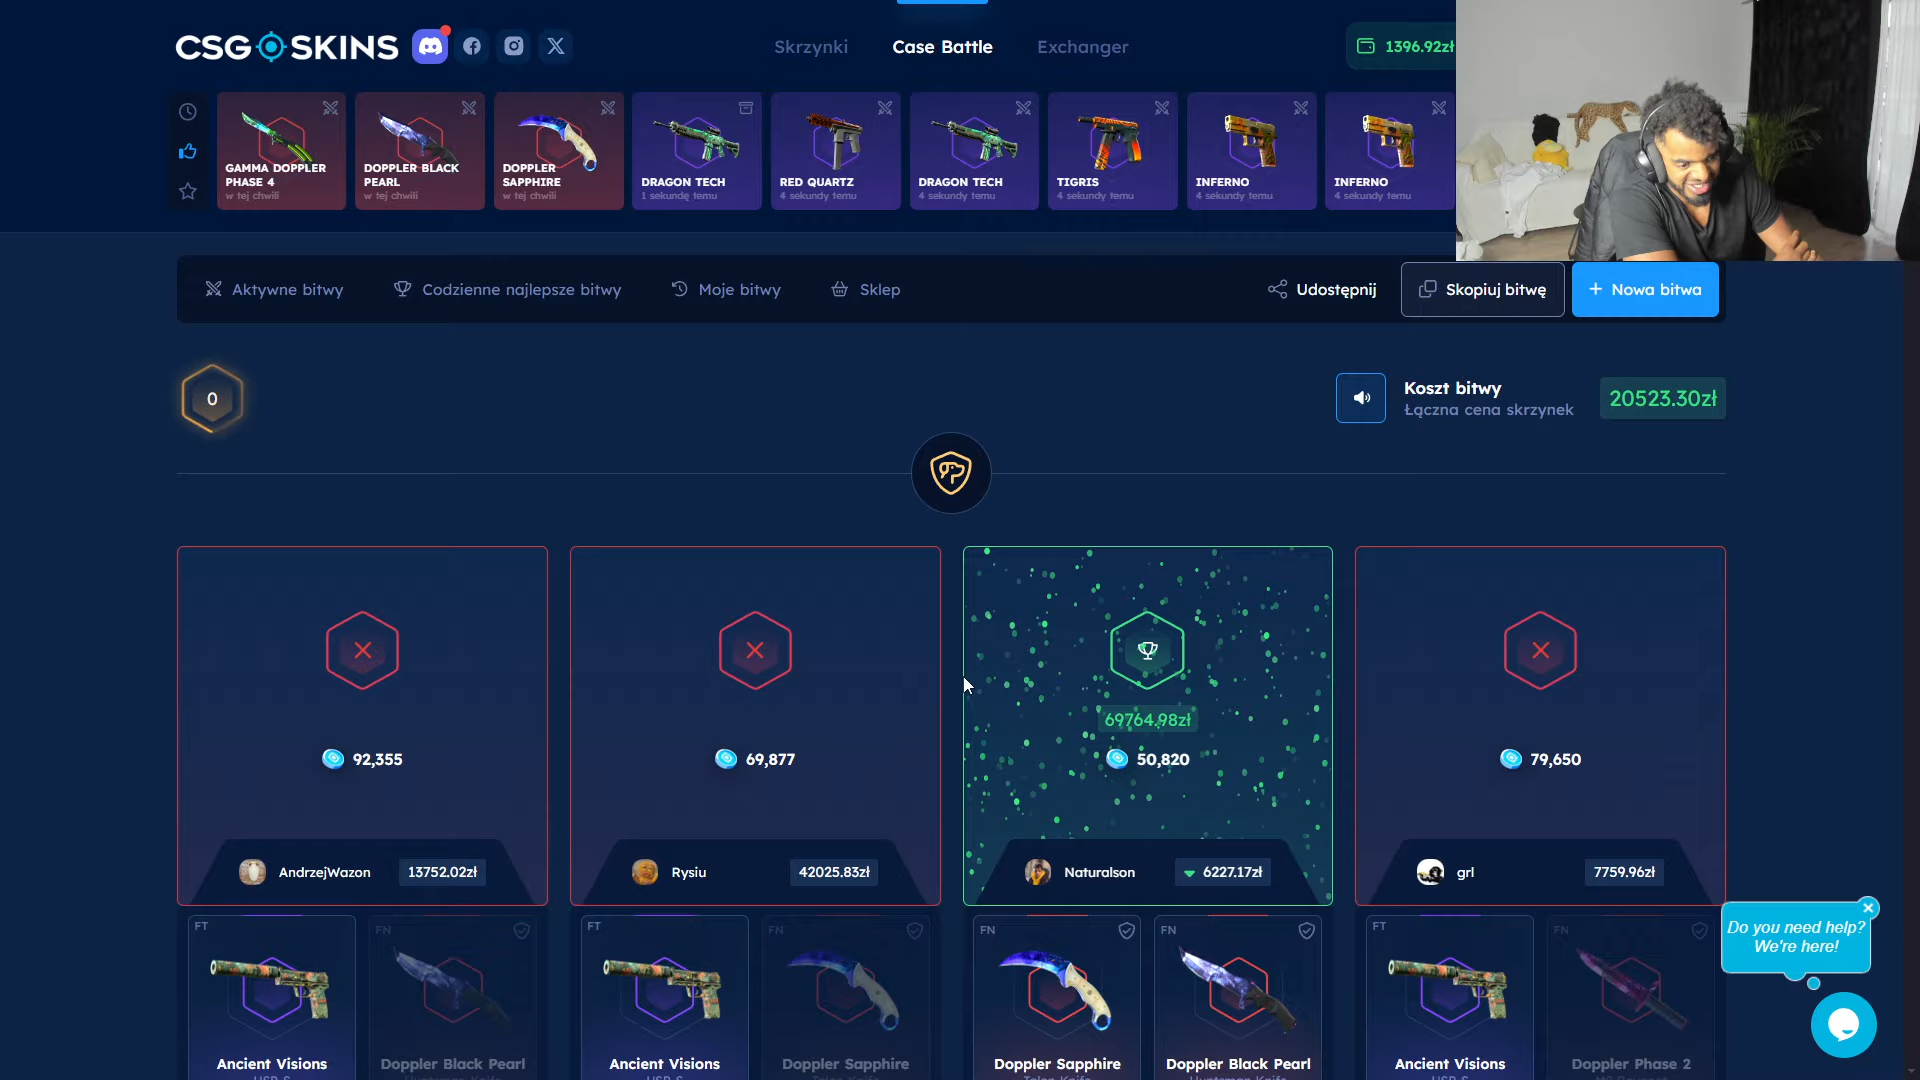 CSG SKINS
Skrzynki
Case Battle
Exchanger
1396.92zł
GAMMA DOPPLER
PHASE 4
w tej chwili
DOPPLER BLACK
PEARL
w tej chwili
DOPPLER
SAPPHIRE
w tej chwili
DRAGON TECH
1 sekundę temu
RED QUARTZ
4 sekundy temu
DRAGON TECH
4 sekundy temu
TIGRIS
4 sekundy temu
INFERNO
4 sekundy temu
INFERNO
4 sekundy temu
Aktywne bitwy
Codzienne najlepsze bitwy
Moje bitwy
Sklep
Udostępnij
Skopiuj bitwę
+ Nowa bitwa
0
Koszt bitwy
Łączna cena skrzynek
20523.30zł
69764.98zł
92,355
69,877
50,820
79,650
AndrzejWazon
13752.02zł
Rysiu
42025.83zł
Naturalson
6227.17zł
grl
7759.96zł
Do you need help?
We're here!
FT
FN
FT
FN
FN
FN
FT
FN
Ancient Visions
Doppler Black Pearl
Ancient Visions
Doppler Sapphire
Doppler Sapphire
Doppler Black Pearl
Ancient Visions
Doppler Phase 2